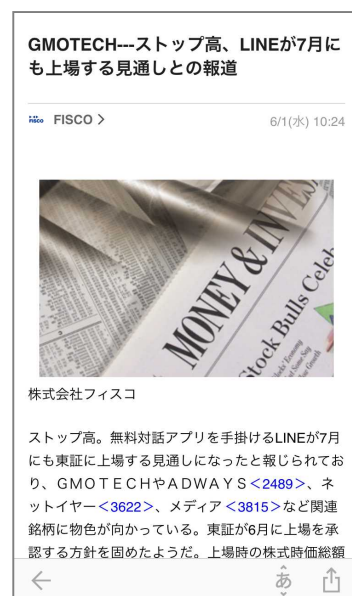 GMOTECH---ストップ高、LINEが7月に
も上場する見通しとの報道
FISCO FISCO >
6/1(水) 10:24
MONEY & INVES
Stock Bulls Celeb
株式会社フィスコ
ストップ高。無料対話アプリを手掛けるLINEが7月
にも東証に上場する見通しになったと報じられてお
り、ＧＭＯＴＥＣＨやＡＤＷＡＹＳ<2489>、ネ
ットイヤー<3622>、メディア<3815>など関連
銘柄に物色が向かっている。東証が6月に上場を承
認する方針を固めたようだ。上場時の株式時価総額
あ